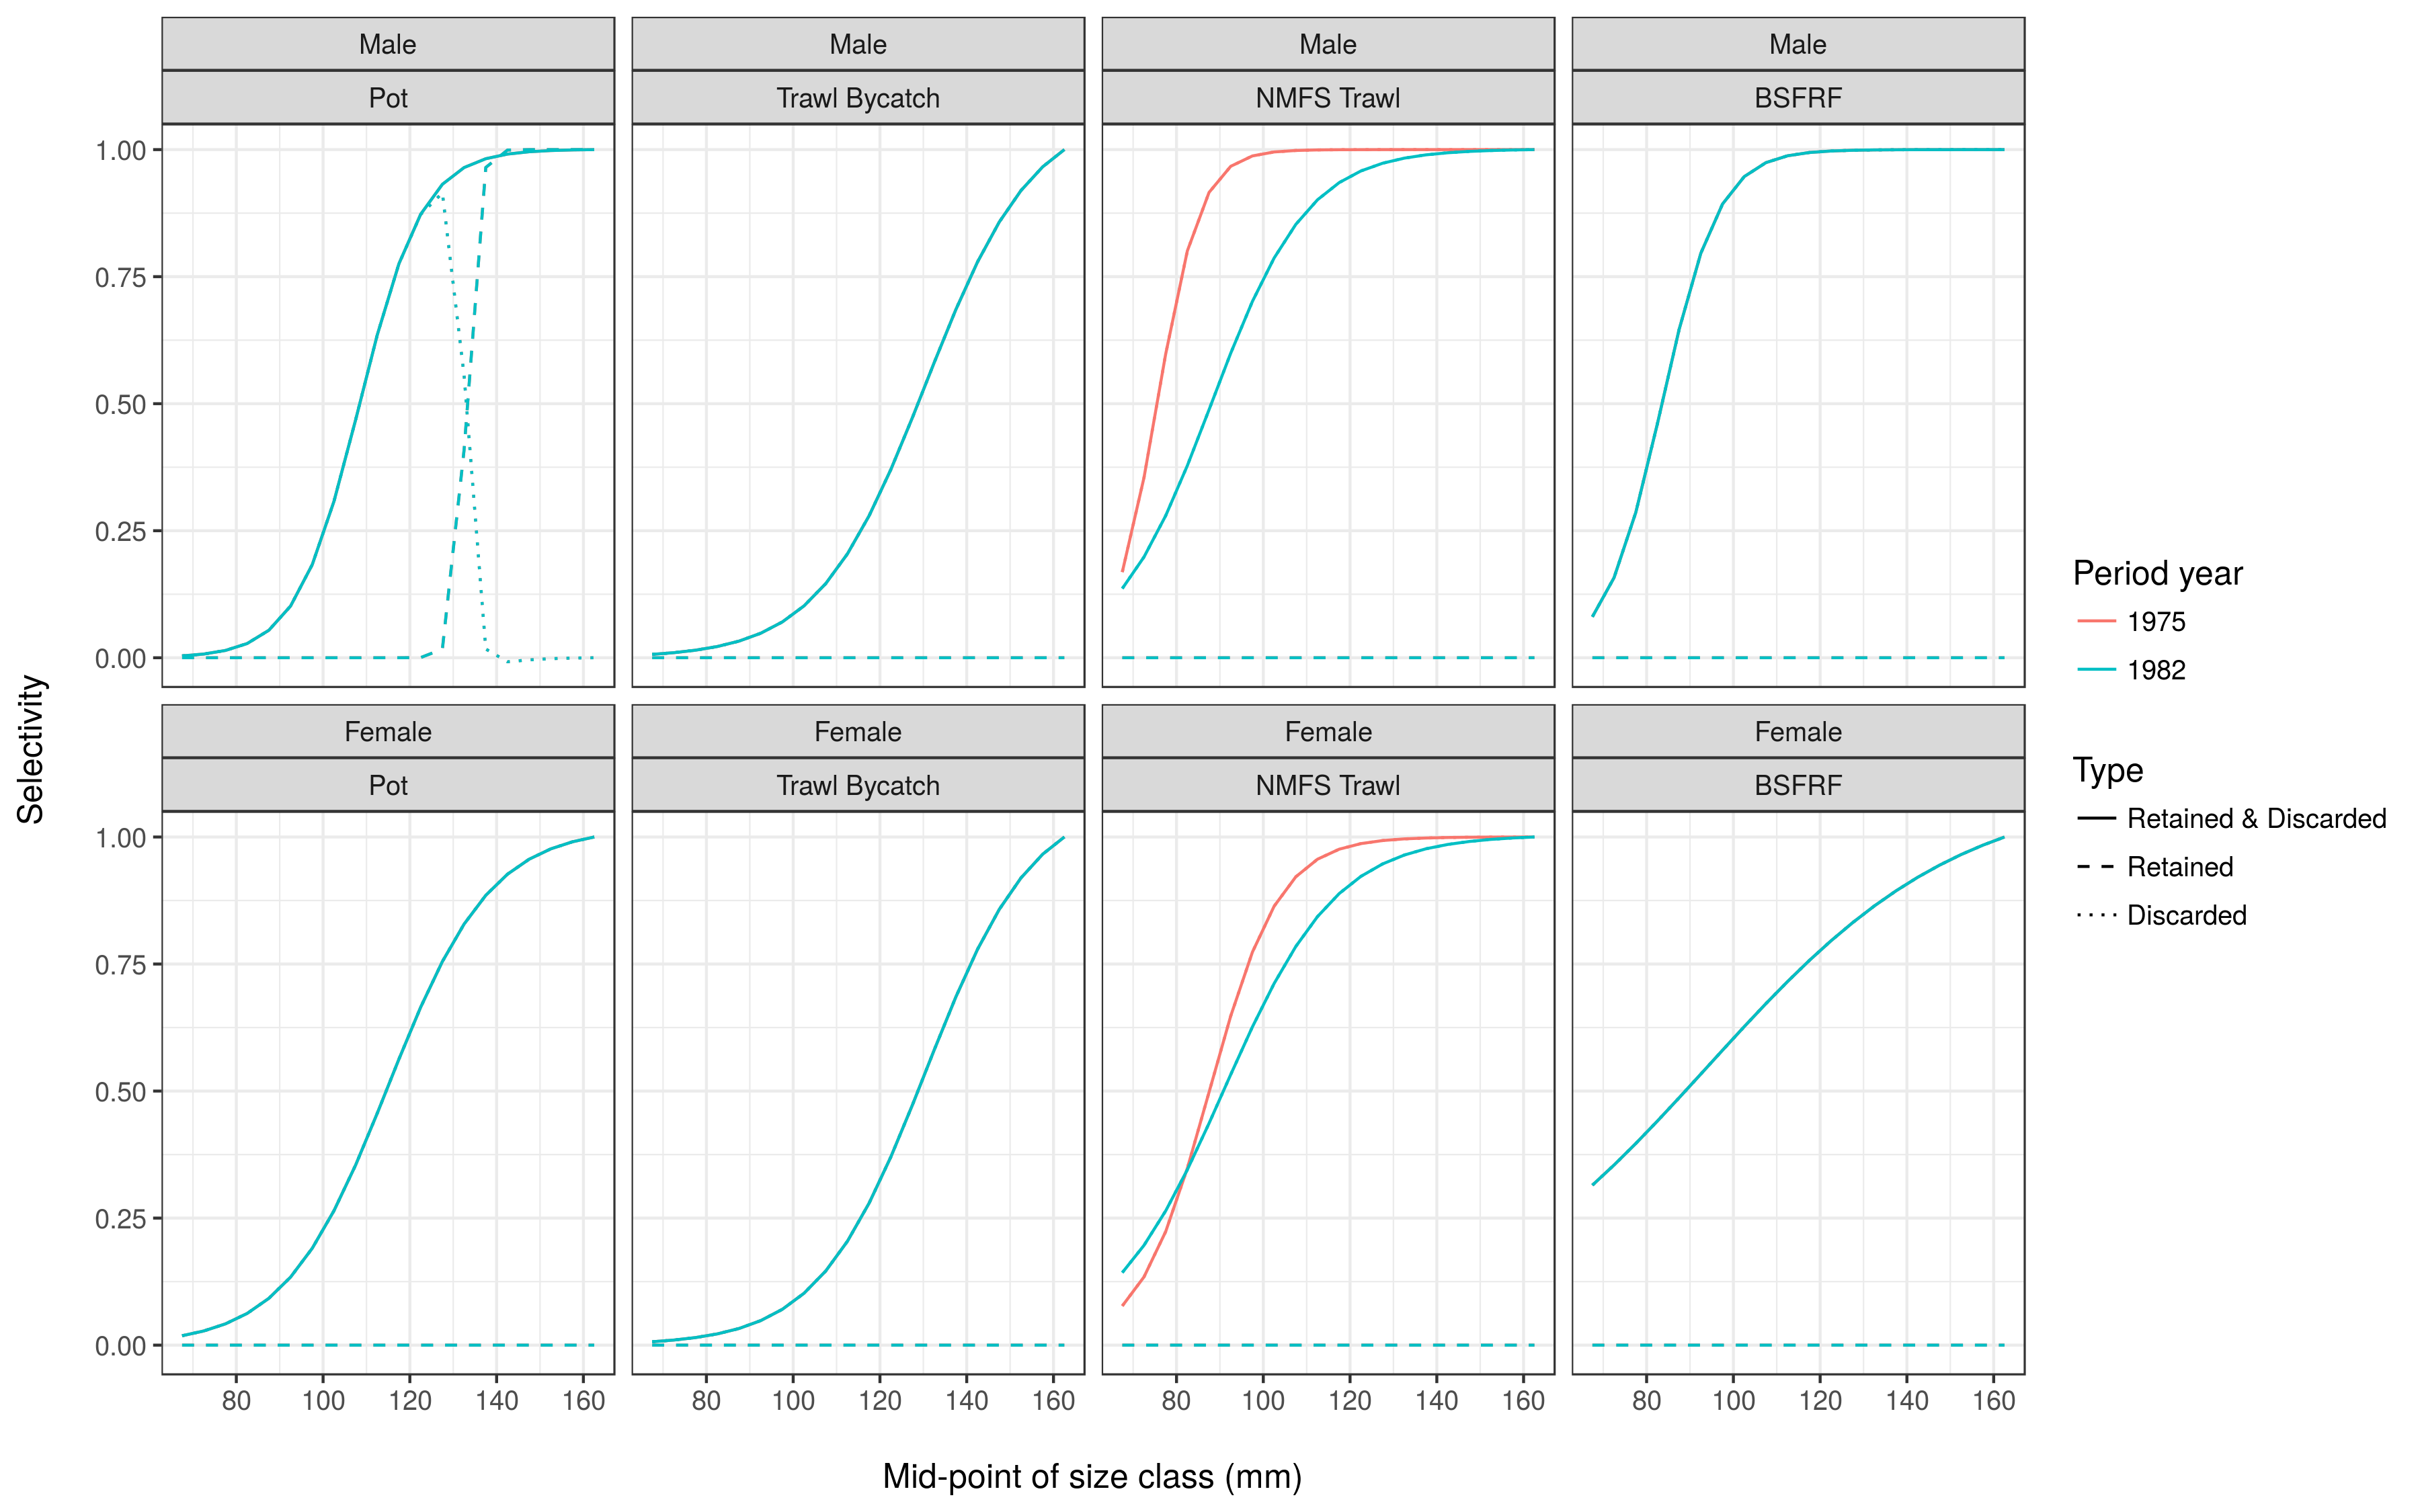 Male Male Male Male
Pot Trawl Bycatch NMFS Trawl BSFRF
1.00
0.75
0.50
0.25
0.00
Female Female Female Female
Pot Trawl Bycatch NMFS Trawl BSFRF
1.00
0.75
0.50
0.25
0.00
80 100 120 140 160 80 100 120 140 160 80 100 120 140 160 80 100 120 140 160
Mid-point of size class (mm)
Selectivity
Period year
1975
1982
Type
Retained & Discarded
Retained
Discarded